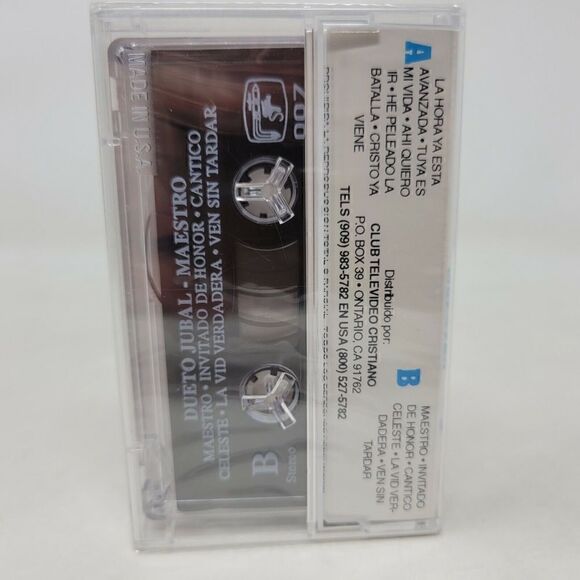 MADE IN U.S.A.
ZOO
DUETO JUBAL - MAESTRO
MAESTRO • INVITADO DE HONOR • CANTICO
CELESTE • LA VID VERDADERA • VEN SIN TARDAR
B
Stereo
A
LA HORA YA ESTA
AVANZADA • TUYA ES
MI VIDA • AHI QUIERO
IR • HE PELEADO LA
BATALLA • CRISTO YA
VIENE
Distribuido por:
CLUB TELEVIDEO CRISTIANO
P.O. BOX 39 • ONTARIO, CA 91762
TELS (909) 983-5782 EN USA (800) 527-5782
B
MAESTRO • INVITADO
DE HONOR • CANTICO
CELESTE • LA VID VER-
DADERA • VEN SIN
TARDAR